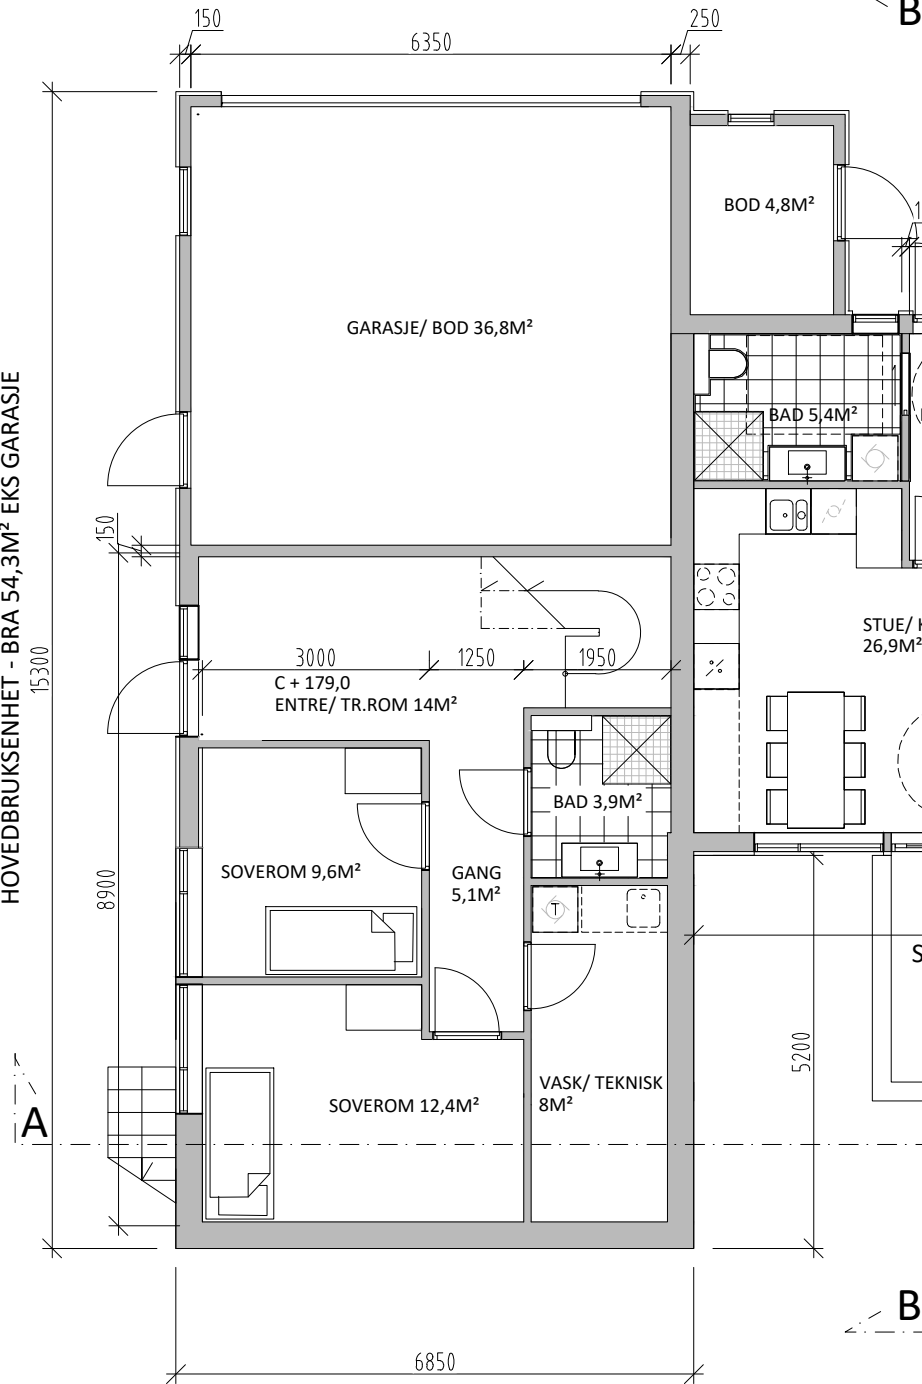 B
150
6350
250
BOD 4,8M²
GARASJE/ BOD 36,8M²
BAD 5,4M²
HOVEDBRUKSENHET - BRA 54,3M² EKS GARASJE
15300
150
3000
1250
1950
C + 179,0
ENTRE/ TR.ROM 14M²
STUE/
26,9M²
BAD 3,9M²
SOVEROM 9,6M²
GANG
5,1M²
8900
T
5200
VASK/ TEKNISK
8M²
SOVEROM 12,4M²
A
B
6850